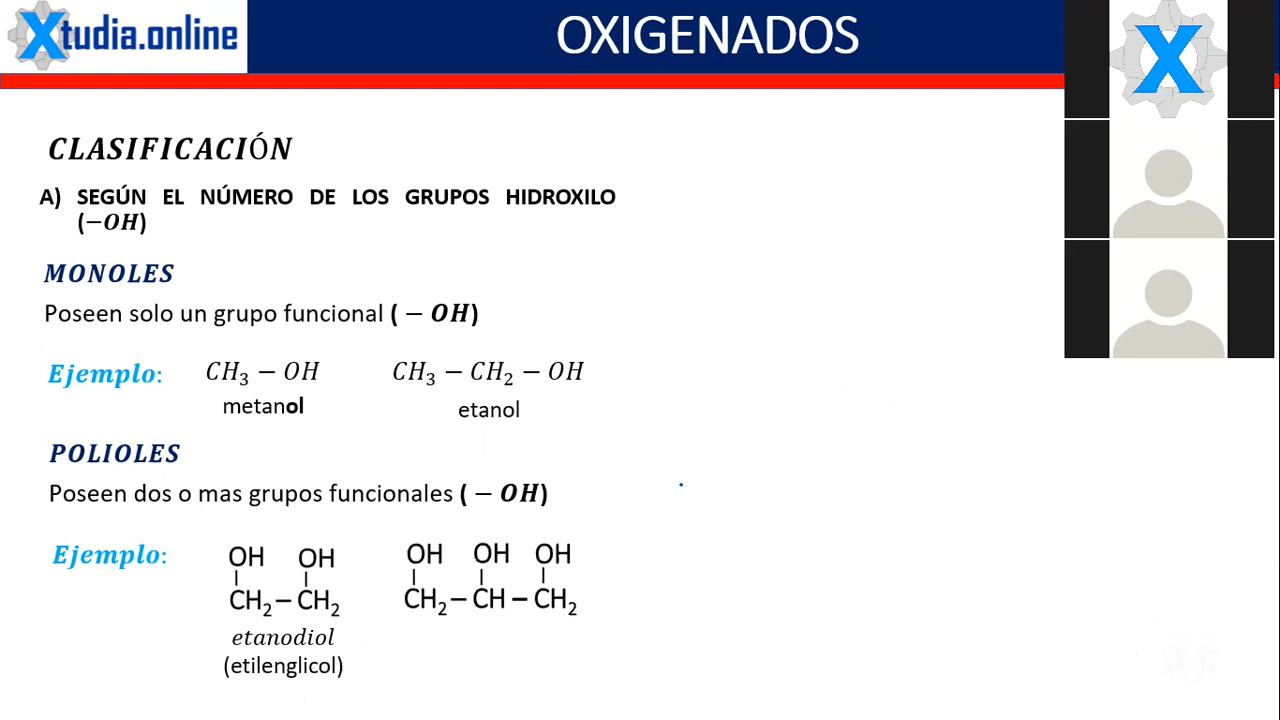 Xtudia.online
OXIGENADOS
X
CLASIFICACIÓN
A) SEGÚN EL NÚMERO DE LOS GRUPOS HIDROXILO
(−OH)
MONOLES
Poseen solo un grupo funcional (− OH)
Ejemplo: CH₃ − OH CH₃ − CH₂ − OH
metanol etanol
POLIOLES
Poseen dos o mas grupos funcionales (− OH)
Ejemplo:
OH OH OH OH OH
CH₂ – CH₂ CH₂ – CH – CH₂
etanodiol
(etilenglicol)